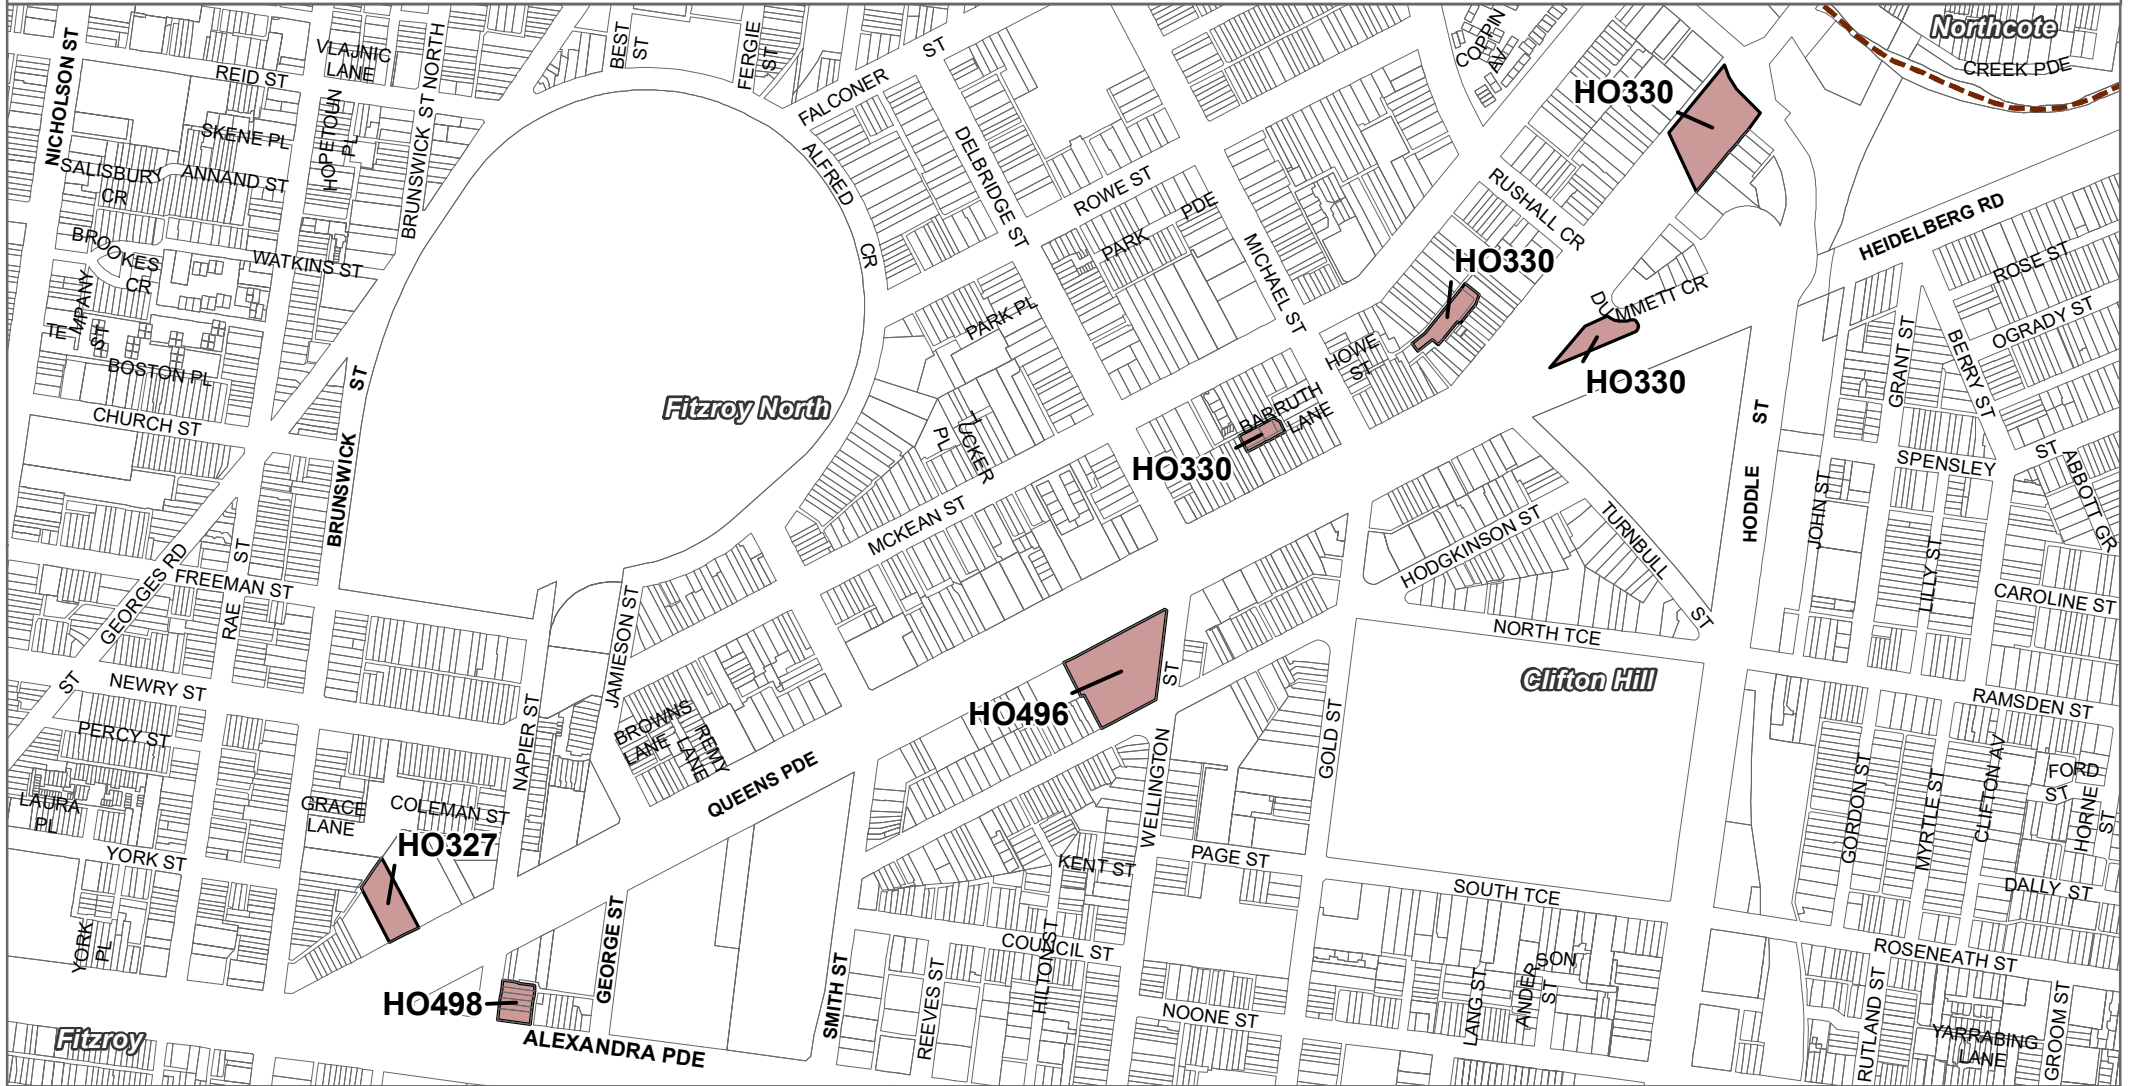 Northcote
CREEK PDE
NICHOLSON ST
REID ST
VLAJNIC
LANE
BRUNSWICK ST NORTH
BEST
ST
FERGIE
ST
FALCONER ST
COPPIN
AV
HO330
SKENE PL
HOPETOUN
PL
SALISBURY
CR
ANNAND ST
ALFRED CR
DELBRIDGE ST
ROWE ST
PARK PDE
RUSHALL CR
HEIDELBERG RD
BROOKES
CR
WATKINS ST
MICHAEL ST
HO330
ROSE ST
MPANY
ST
TE
BOSTON PL
PARK PL
HOWE
ST
DUMMETT CR
HO330
GRANT ST
BERRY ST
OGRADY ST
CHURCH ST
BRUNSWICK ST
Fitzroy North
TUCKER
PL
BARRUTH
LANE
HO330
HODDLE ST
SPENSLEY ST
ABBOTT GR
JOHN ST
MCKEAN ST
HODGKINSON ST
TURNBULL ST
LILLY ST
GEORGES RD
ST
FREEMAN ST
RAE ST
JAMIESON ST
CAROLINE ST
NORTH TCE
Clifton Hill
NEWRY ST
PERCY ST
NAPIER ST
BROWNS
LANE
REMY
LANE
QUEENS PDE
HO496
WELLINGTON ST
GOLD ST
RAMSDEN ST
LAURA
PL
GRACE
LANE
COLEMAN ST
HO327
YORK ST
YORK
PL
KENT ST
PAGE ST
SOUTH TCE
GORDON ST
MYRTLE ST
CLIFTON AV
FORD
ST
HORNE
ST
DALLY ST
GEORGE ST
SMITH ST
COUNCIL ST
HILTON ST
REEVES ST
LANG ST
ANDERSON
ST
ROSENEATH ST
HO498
Fitzroy
ALEXANDRA PDE
NOONE ST
RUTLAND ST
YARRABING
LANE
GROOM ST